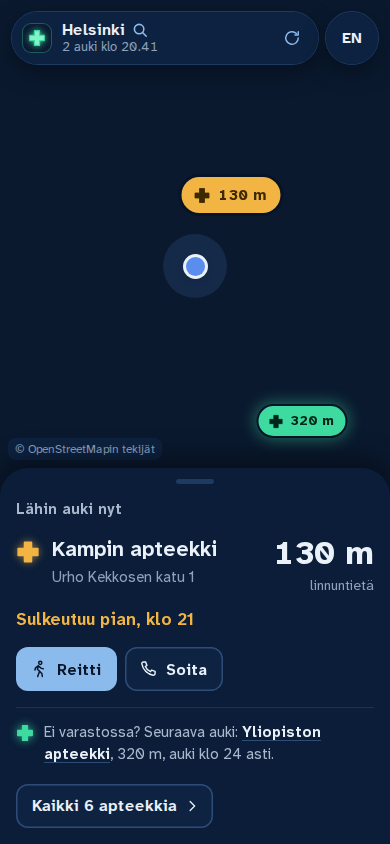 Helsinki
2 auki klo 20.41
EN
130 m
320 m
© OpenStreetMapin tekijät
Lähin auki nyt
Kampin apteekki
130 m
Urho Kekkosen katu 1
linnuntietä
Sulkeutuu pian, klo 21
Reitti
Soita
Ei varastossa? Seuraava auki: Yliopiston
apteekki, 320 m, auki klo 24 asti.
Kaikki 6 apteekkia